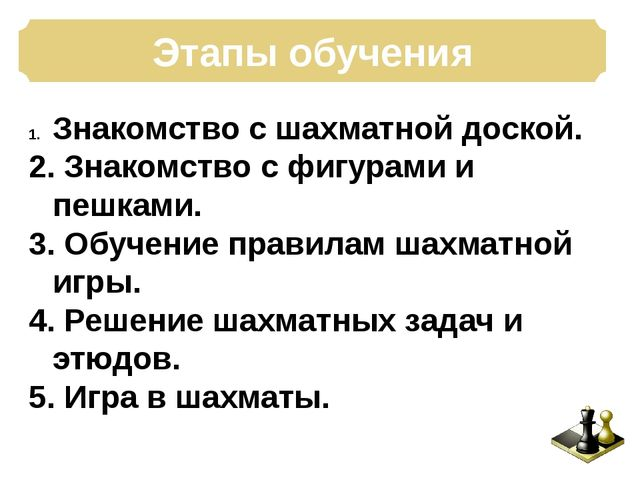 Этапы обучения
1. Знакомство с шахматной доской.
2. Знакомство с фигурами и
пешками.
3. Обучение правилам шахматной
игры.
4. Решение шахматных задач и
этюдов.
5. Игра в шахматы.